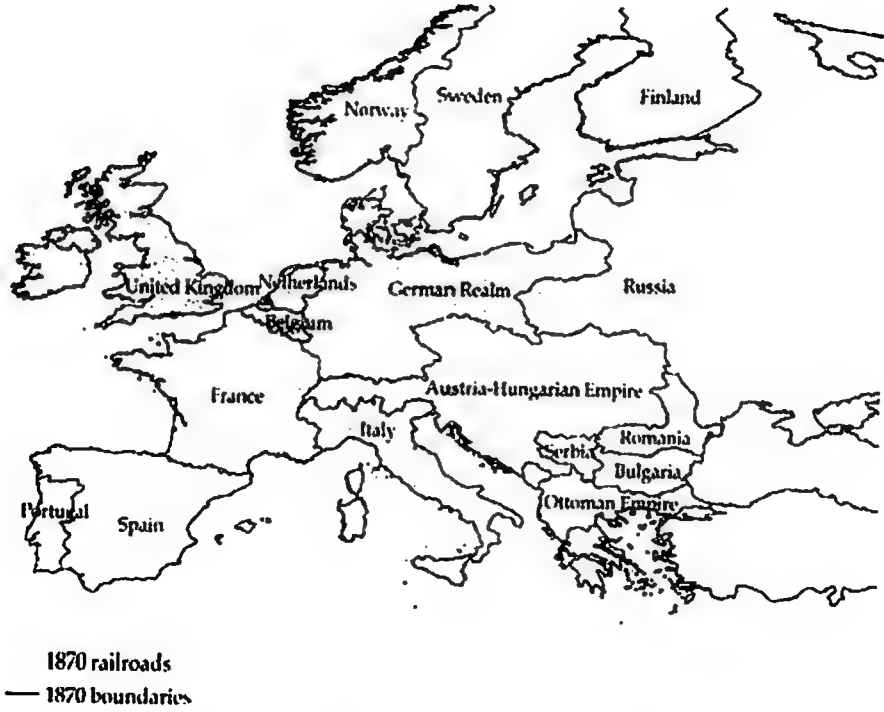 Norway
Sweden
Finland
United Kingdom
Netherlands
German Realm
Russia
Belgium
France
Austria-Hungarian Empire
Italy
Romania
Serbia
Bulgaria
Portugal
Spain
Ottoman Empire
1870 railroads
1870 boundaries